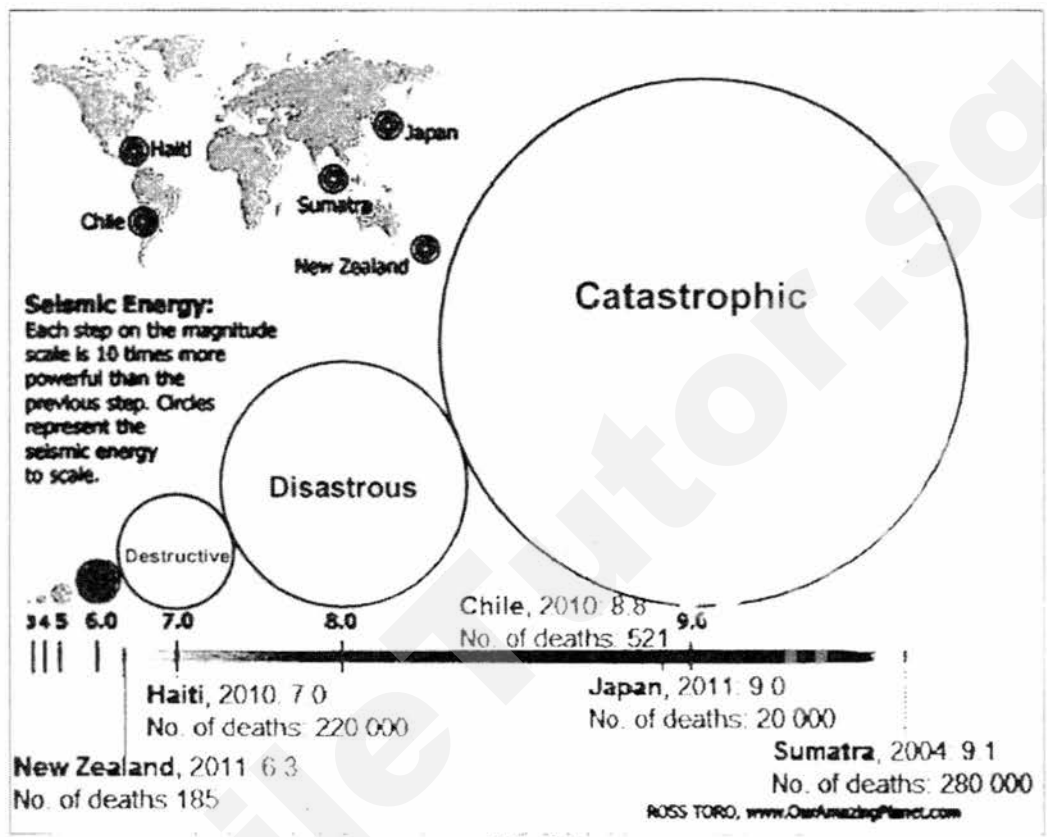 Haiti
Japan
Sumatra
Chile
New Zealand
Seismic Energy:
Each step on the magnitude
scale is 10 times more
powerful than the
previous step. Circles
represent the
seismic energy
to scale.
Catastrophic
Disastrous
Destructive
3 4 5 6.0 7.0 8.0 9.0
Chile, 2010: 8.8
No. of deaths: 521
Haiti, 2010: 7.0
No. of deaths: 220 000
Japan, 2011: 9.0
No. of deaths: 20 000
New Zealand, 2011: 6.3
No. of deaths 185
Sumatra, 2004: 9.1
No. of deaths: 280 000
ROSS TORO, www.OurAmazingPlanet.com
ileTutor.sg